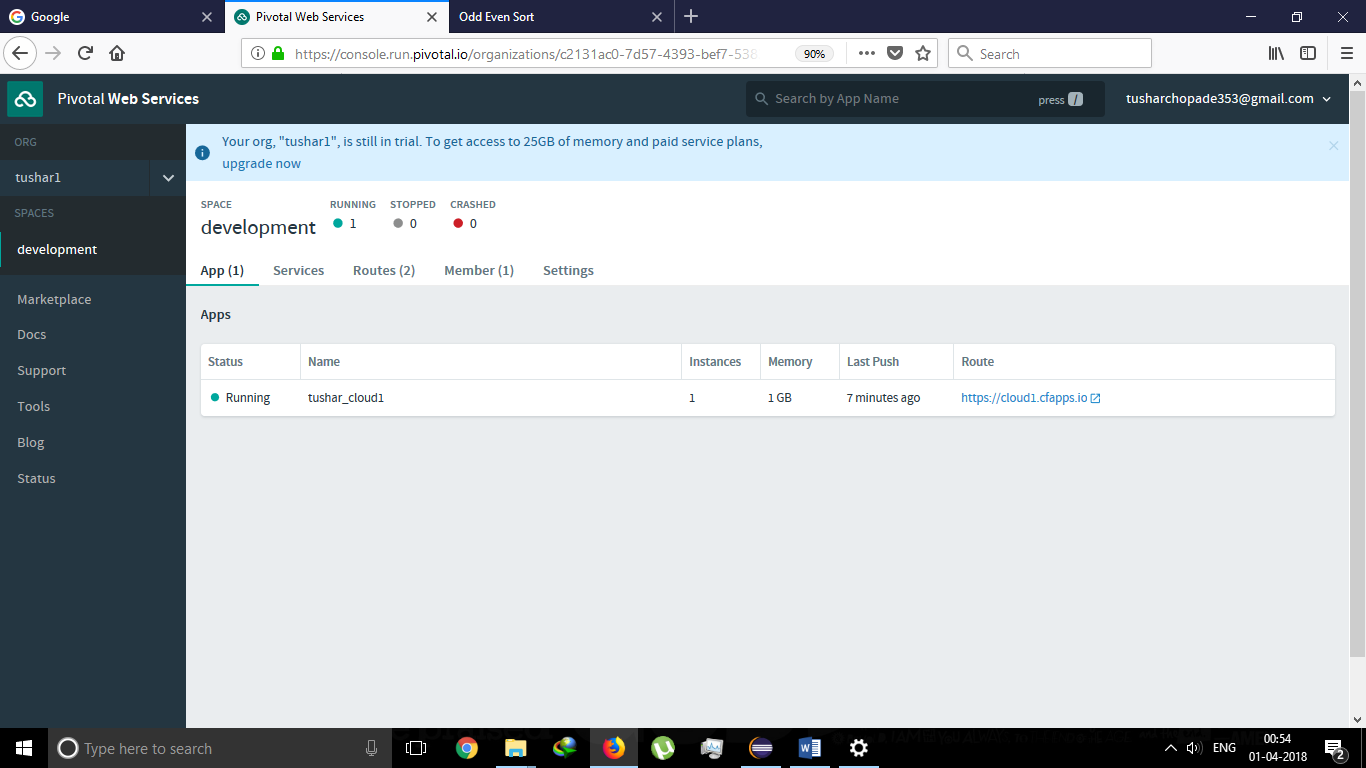 Google
Pivotal Web Services
Odd Even Sort
https://console.run.pivotal.io/organizations/c2131ac0-7d57-4393-bef7-538
90%
Search
Pivotal Web Services
Search by App Name
press /
tusharchopade353@gmail.com
ORG
tushar1
SPACES
development
Marketplace
Docs
Support
Tools
Blog
Status
Your org, "tushar1", is still in trial. To get access to 25GB of memory and paid service plans,
upgrade now
SPACE
development
RUNNING
1
STOPPED
0
CRASHED
0
App (1) Services Routes (2) Member (1) Settings
Apps
Status Name Instances Memory Last Push Route
Running tushar_cloud1 1 1 GB 7 minutes ago https://cloud1.cfapps.io
Type here to search
ENG
00:54
01-04-2018
2